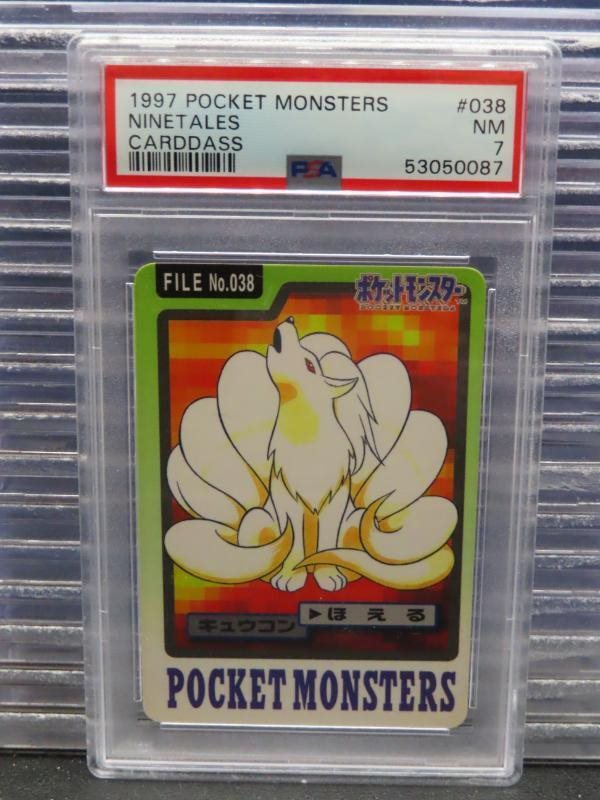 1997 POCKET MONSTERS #038
NINETALES NM
CARDDASS 7
PSA
53050087
FILE No.038
ポケットモンスター
TM
POCKET MONSTERS
キュウコン
▶ほえる
POCKET MONSTERS